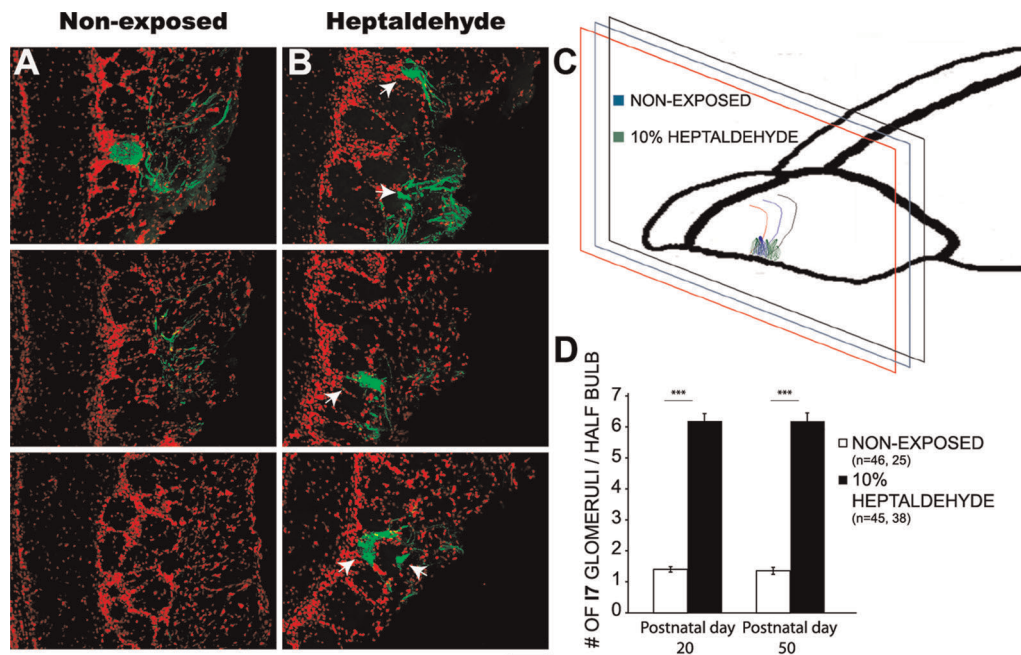 Non-exposed
Heptaldehyde
A
B
C
NON-EXPOSED
10% HEPTALDEHYDE
D
# OF I7 GLOMERULI / HALF BULB
7
6
5
4
3
2
1
0
***
***
Postnatal day
20
Postnatal day
50
NON-EXPOSED
(n=46, 25)
10%
HEPTALDEHYDE
(n=45, 38)